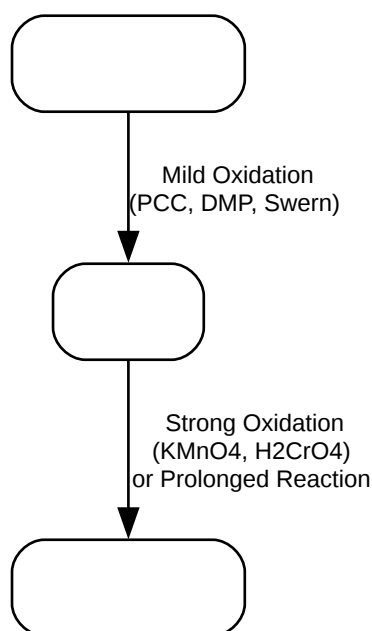 Mild Oxidation
(PCC, DMP, Swern)
Strong Oxidation
(KMnO4, H2CrO4)
or Prolonged Reaction